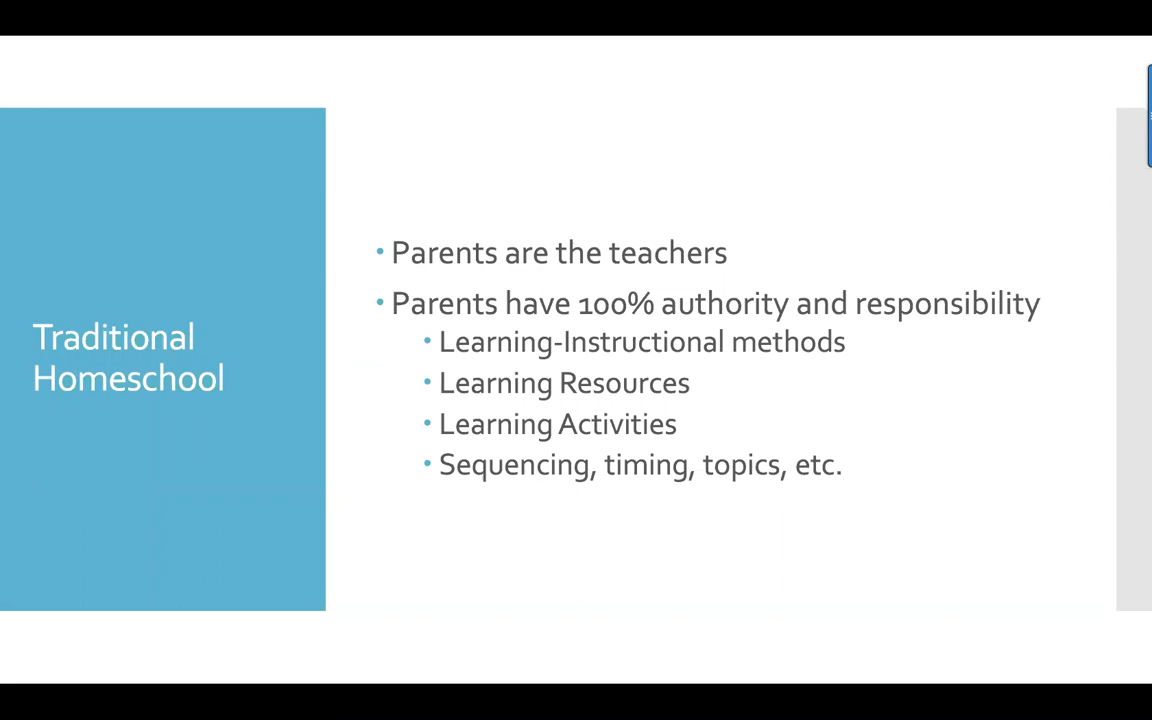 Traditional
Homeschool
• Parents are the teachers
• Parents have 100% authority and responsibility
• Learning-Instructional methods
• Learning Resources
• Learning Activities
• Sequencing, timing, topics, etc.